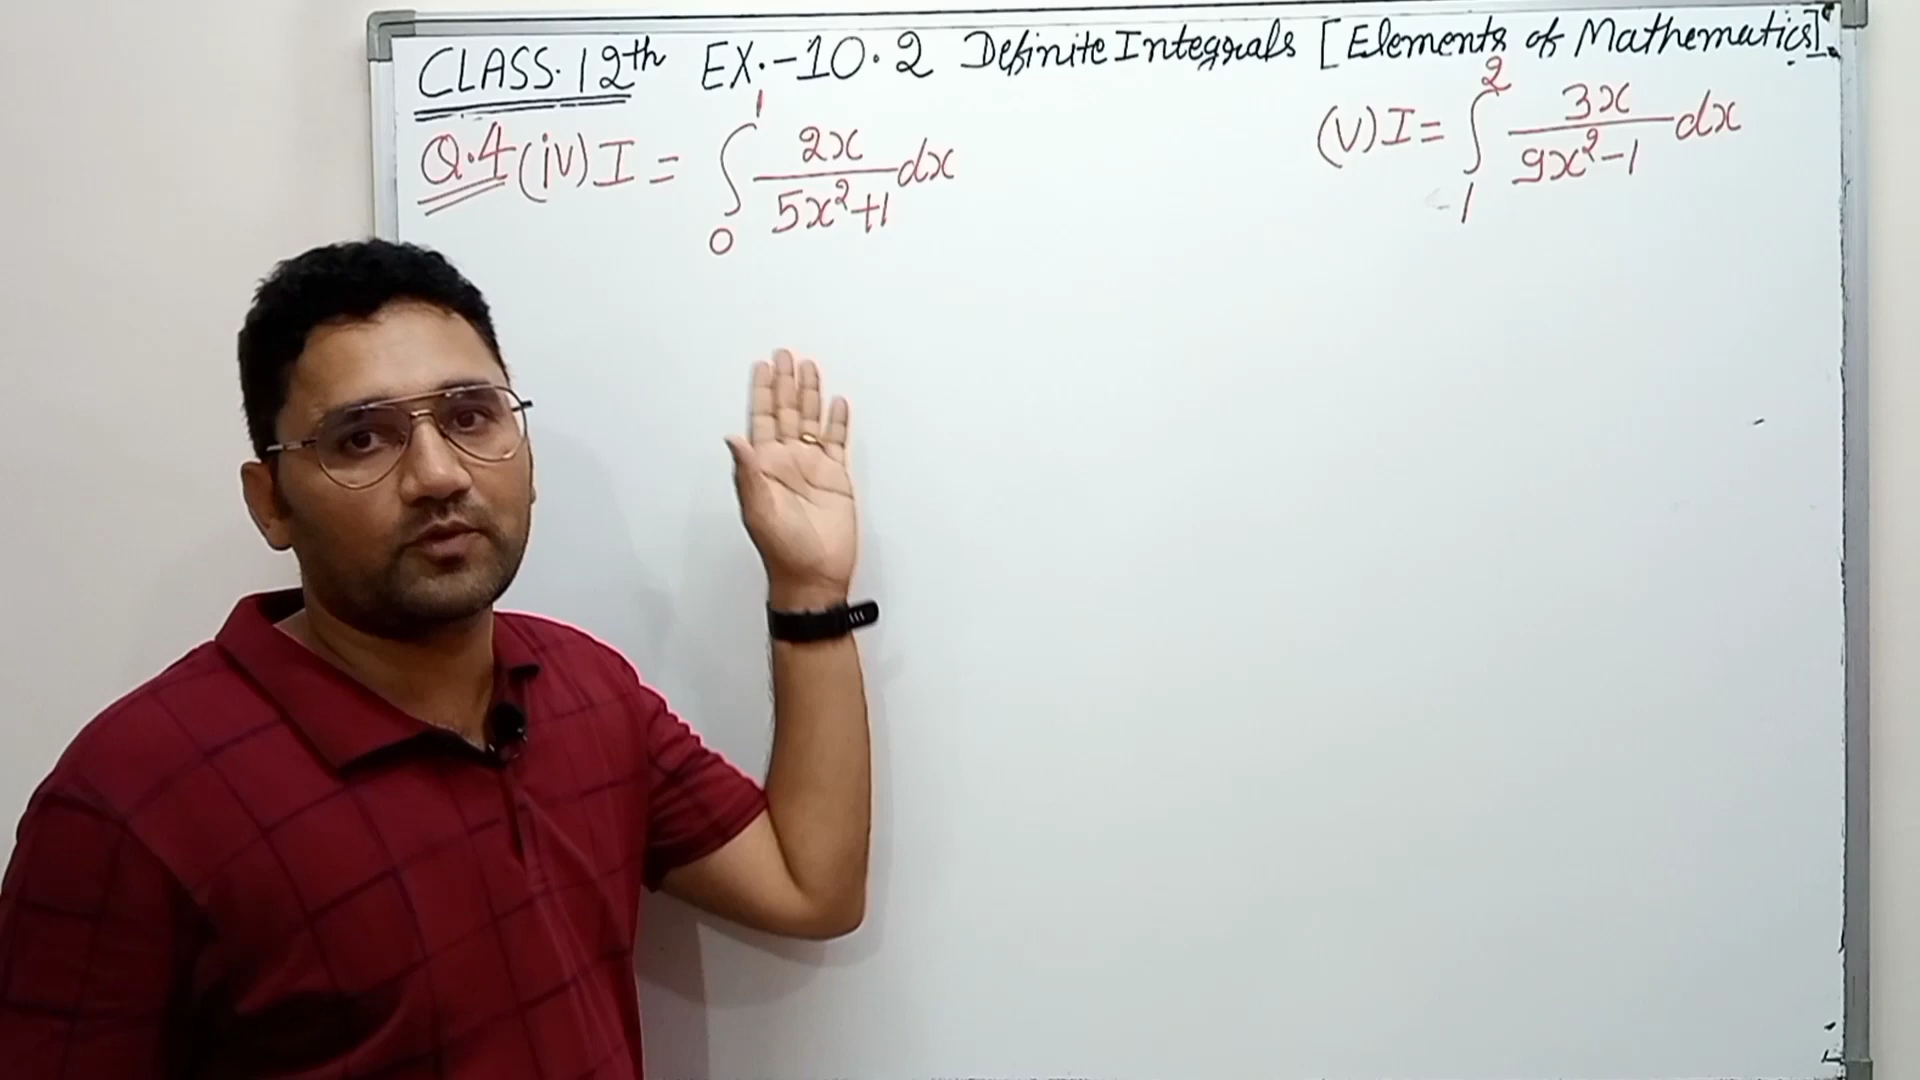 CLASS. 12th EX.-10.2 Definite Integrals [Elements of Mathematics].
Q.4 (iv) I = ∫₀¹ 2x/(5x²+1) dx
(V) I = ∫₁² 3x/(9x²-1) dx